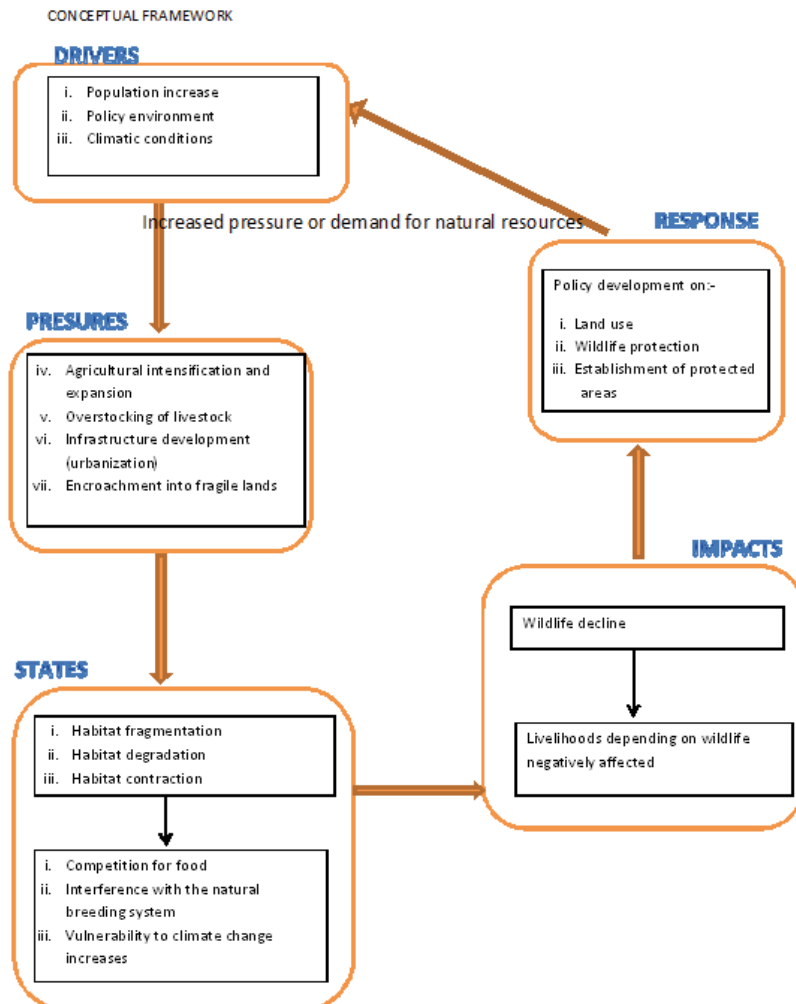 CONCEPTUAL FRAMEWORK
DRIVERS
i. Population increase
ii. Policy environment
iii. Climatic conditions
Increased pressure or demand for natural resources
RESPONSE
Policy development on:-
i. Land use
ii. Wildlife protection
iii. Establishment of protected
areas
PRESURES
iv. Agricultural intensification and
expansion
v. Overstocking of livestock
vi. Infrastructure development
(urbanization)
vii. Encroachment into fragile lands
IMPACTS
Wildlife decline
Livelihoods depending on wildlife
negatively affected
STATES
i. Habitat fragmentation
ii. Habitat degradation
iii. Habitat contraction
i. Competition for food
ii. Interference with the natural
breeding system
iii. Vulnerability to climate change
increases